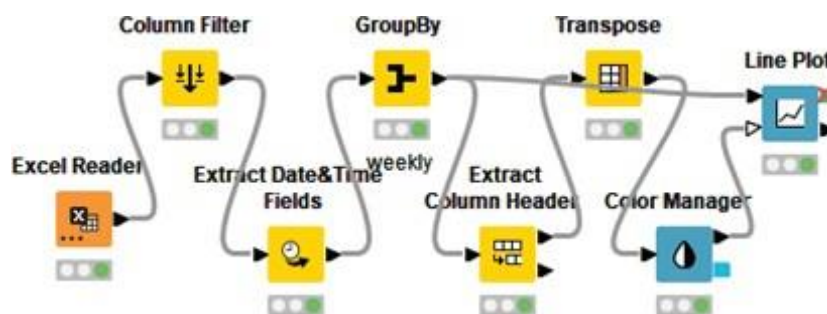 Column Filter
GroupBy
Transpose
Line Plot
Excel Reader
Extract Date&Time
Fields
weekly
Extract
Column Header
Color Manager